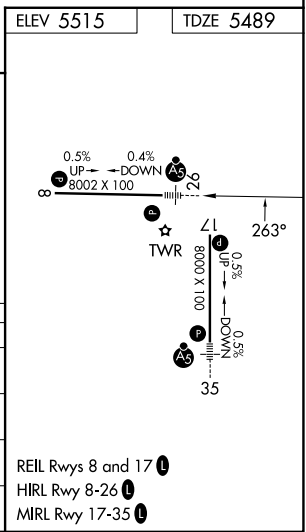 ELEV 5515
TDZE 5489
0.5% 0.4%
UP DOWN
A5
P
8002 X 100
8
26
P
TWR
263°
17
P
8000 X 100
0.5%
UP
DOWN
0.5%
P
A5
35
REIL Rwys 8 and 17 L
HIRL Rwy 8-26 L
MIRL Rwy 17-35 L